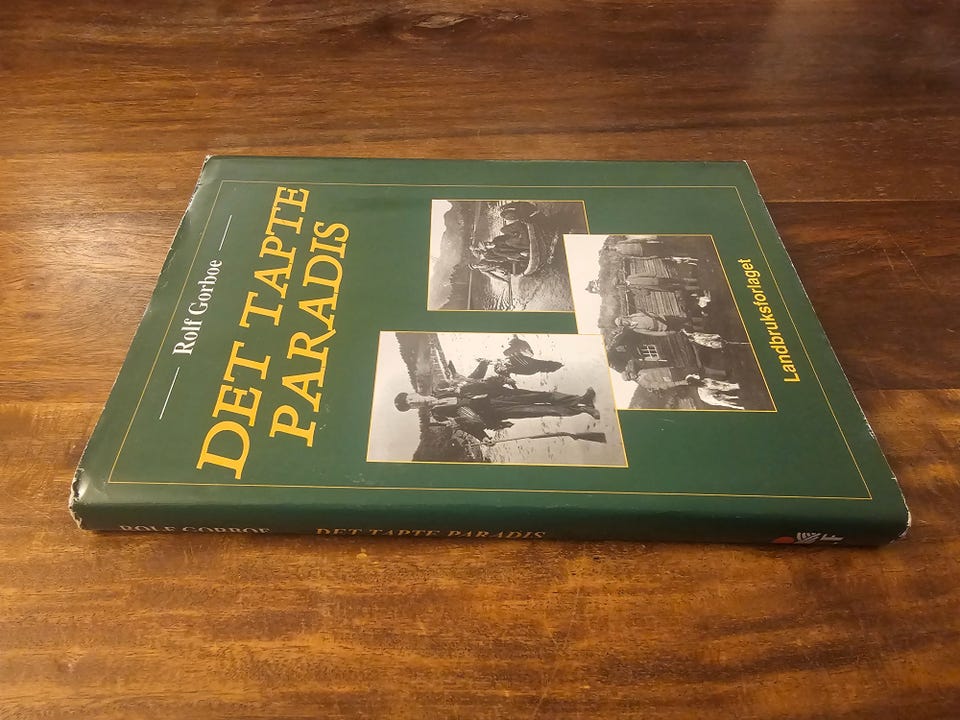 Rolf Gorboe
DET TAPTE
PARADIS
Landbruksforlaget
ROLF GORBOE DET TAPTE PARADIS